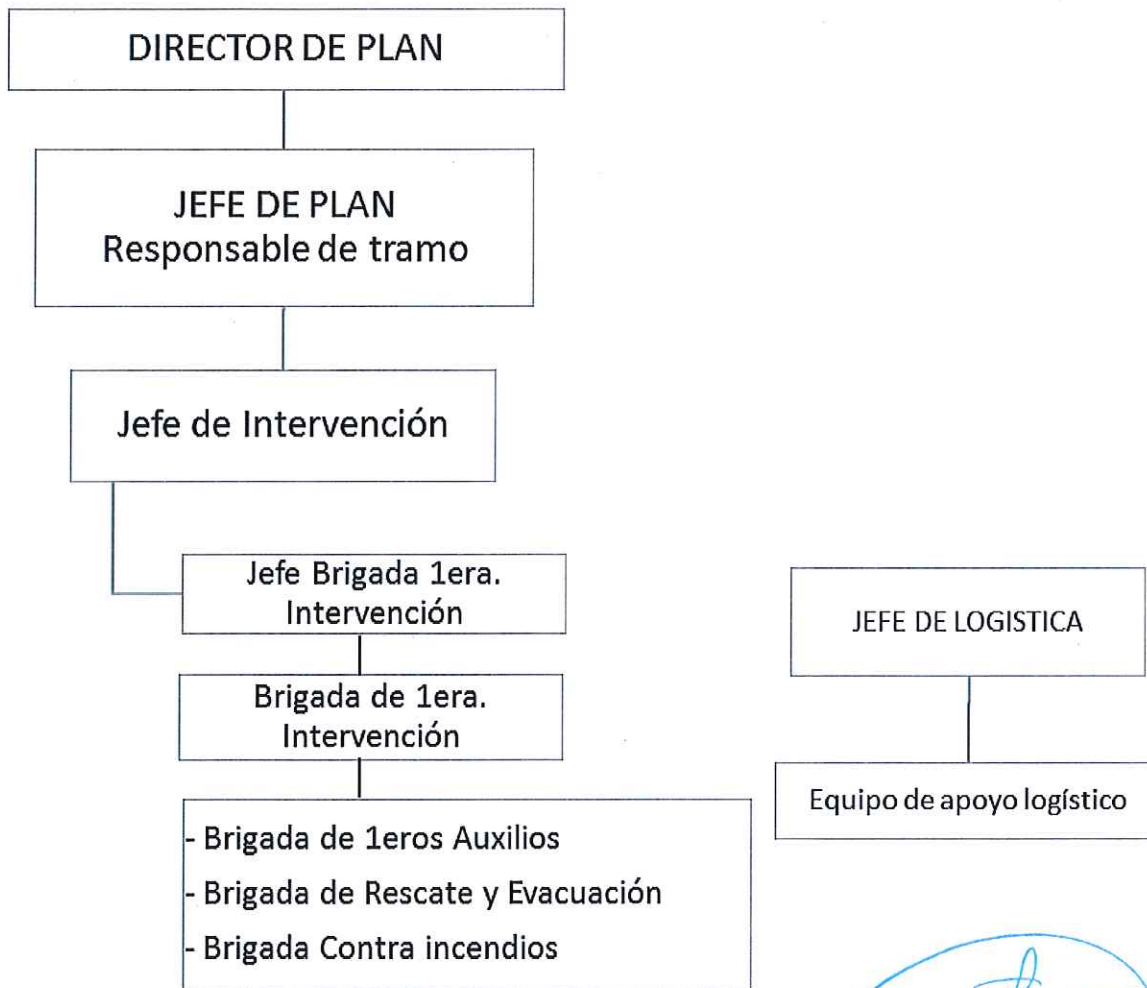 DIRECTOR DE PLAN
JEFE DE PLAN
Responsable de tramo
Jefe de Intervención
Jefe Brigada 1era.
Intervención
Brigada de 1era.
Intervención
- Brigada de 1eros Auxilios
- Brigada de Rescate y Evacuación
- Brigada Contra incendios
JEFE DE LOGISTICA
Equipo de apoyo logístico